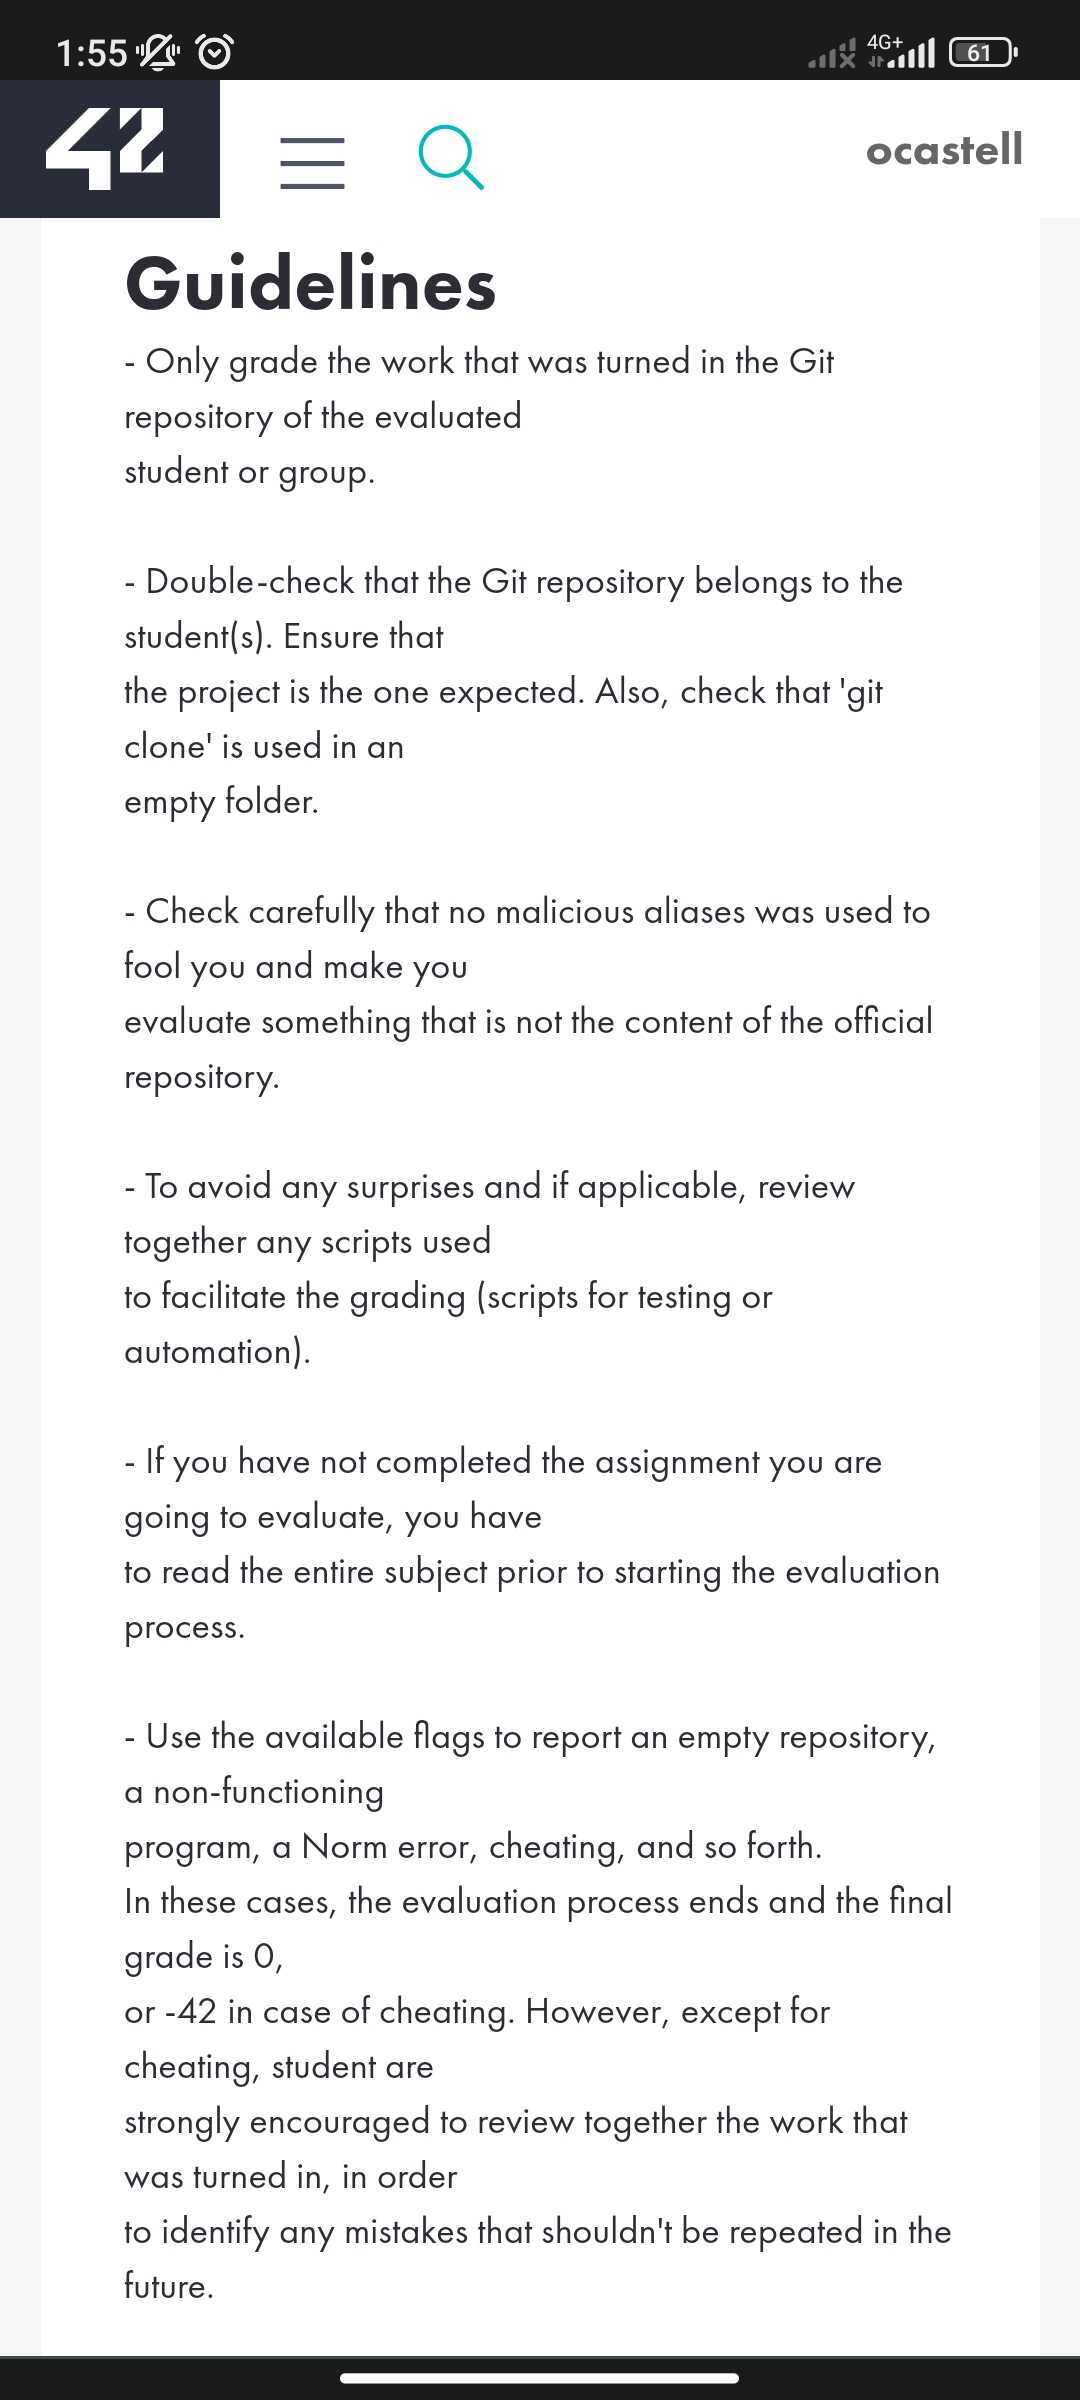 1:55
4G+
61
42
ocastell
Guidelines
- Only grade the work that was turned in the Git
repository of the evaluated
student or group.
- Double-check that the Git repository belongs to the
student(s). Ensure that
the project is the one expected. Also, check that 'git
clone' is used in an
empty folder.
- Check carefully that no malicious aliases was used to
fool you and make you
evaluate something that is not the content of the official
repository.
- To avoid any surprises and if applicable, review
together any scripts used
to facilitate the grading (scripts for testing or
automation).
- If you have not completed the assignment you are
going to evaluate, you have
to read the entire subject prior to starting the evaluation
process.
- Use the available flags to report an empty repository,
a non-functioning
program, a Norm error, cheating, and so forth.
In these cases, the evaluation process ends and the final
grade is 0,
or -42 in case of cheating. However, except for
cheating, student are
strongly encouraged to review together the work that
was turned in, in order
to identify any mistakes that shouldn't be repeated in the
future.